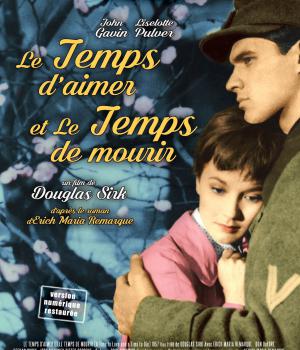 John Liselotte
Gavin Pulver
Le Temps
d'aimer
et Le Temps
de mourir
un film de
Douglas Sirk
d'après le roman
d'Erich Maria Remarque
version
numérique
restaurée